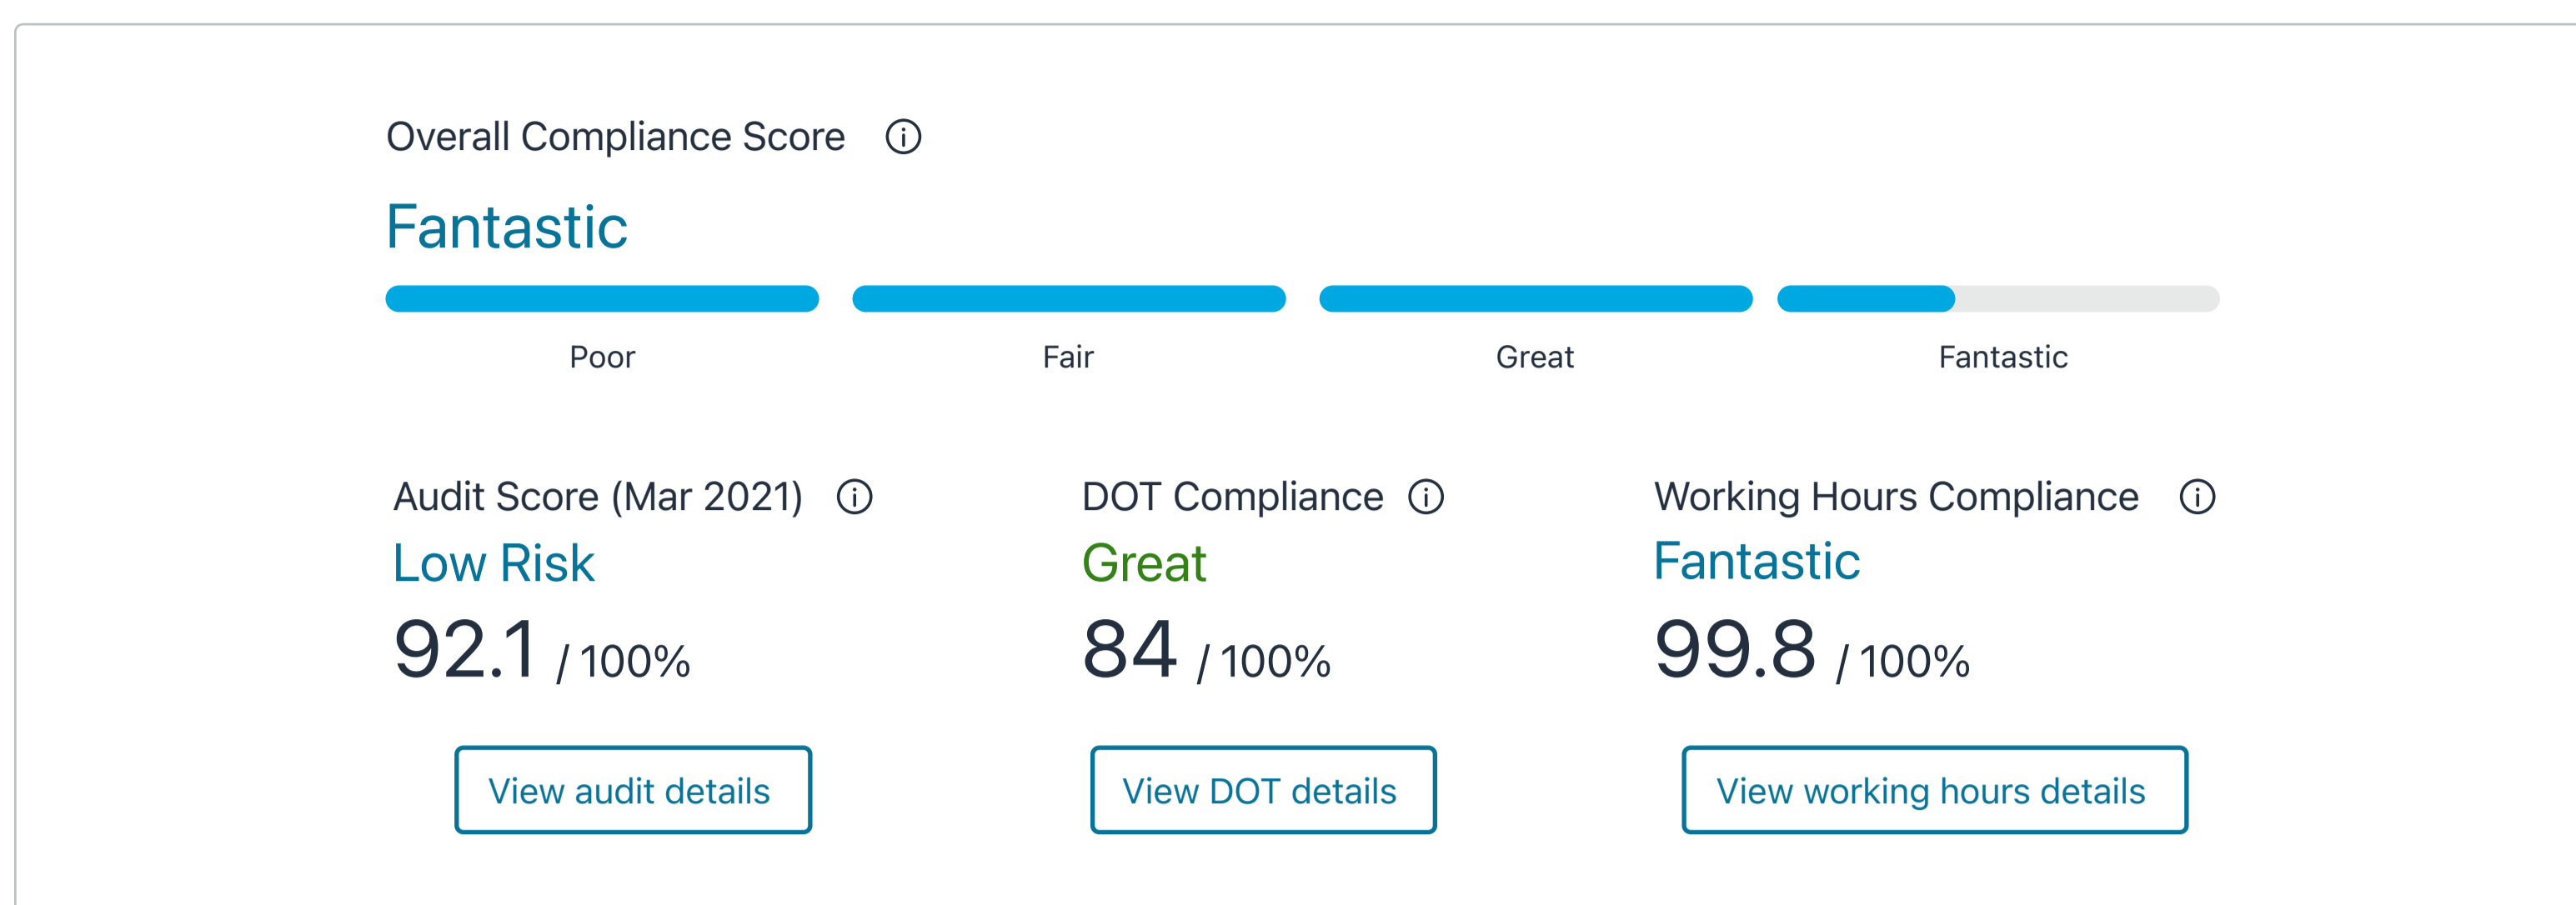 Overall Compliance Score
Fantastic
Poor Fair Great Fantastic
Audit Score (Mar 2021) DOT Compliance Working Hours Compliance
Low Risk Great Fantastic
92.1 / 100% 84 / 100% 99.8 / 100%
View audit details View DOT details View working hours details